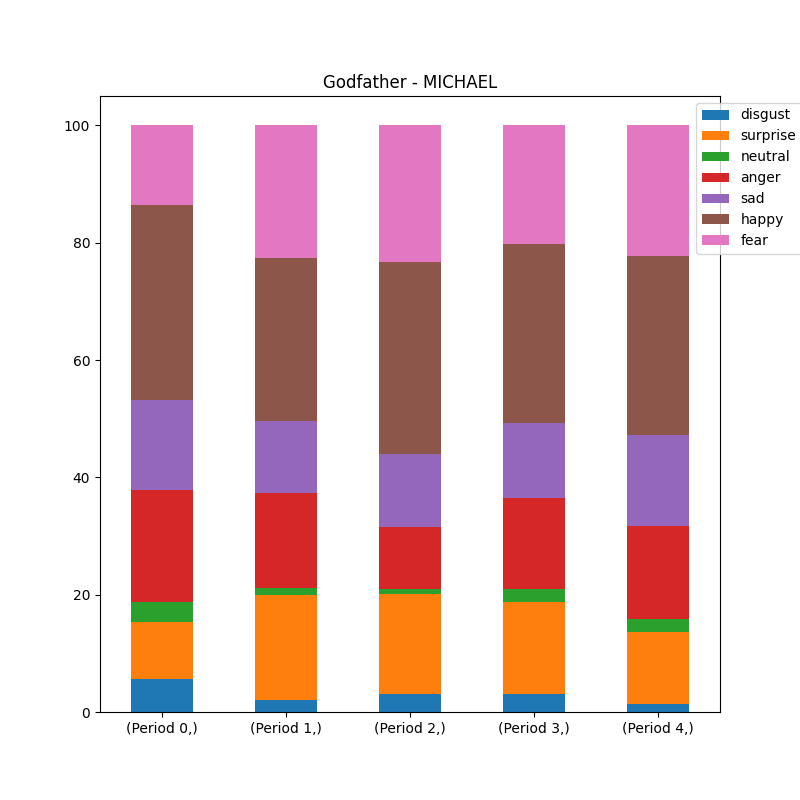 Godfather - MICHAEL
100
80
60
40
20
0
(Period 0,) (Period 1,) (Period 2,) (Period 3,) (Period 4,)
disgust
surprise
neutral
anger
sad
happy
fear